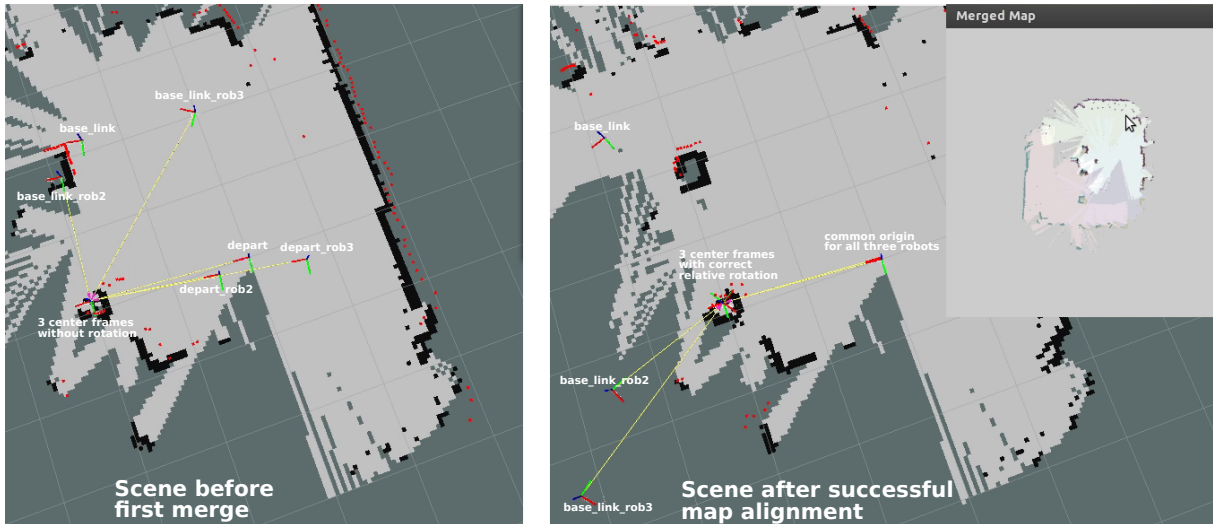 base_link_rob3
base_link
base_link_rob2
depart
depart_rob3
depart_rob2
3 center frames
without rotation
Scene before
first merge
Merged Map
base_link
common origin
for all three robots
3 center frames
with correct
relative rotation
base_link_rob2
base_link_rob3
Scene after successful
map alignment